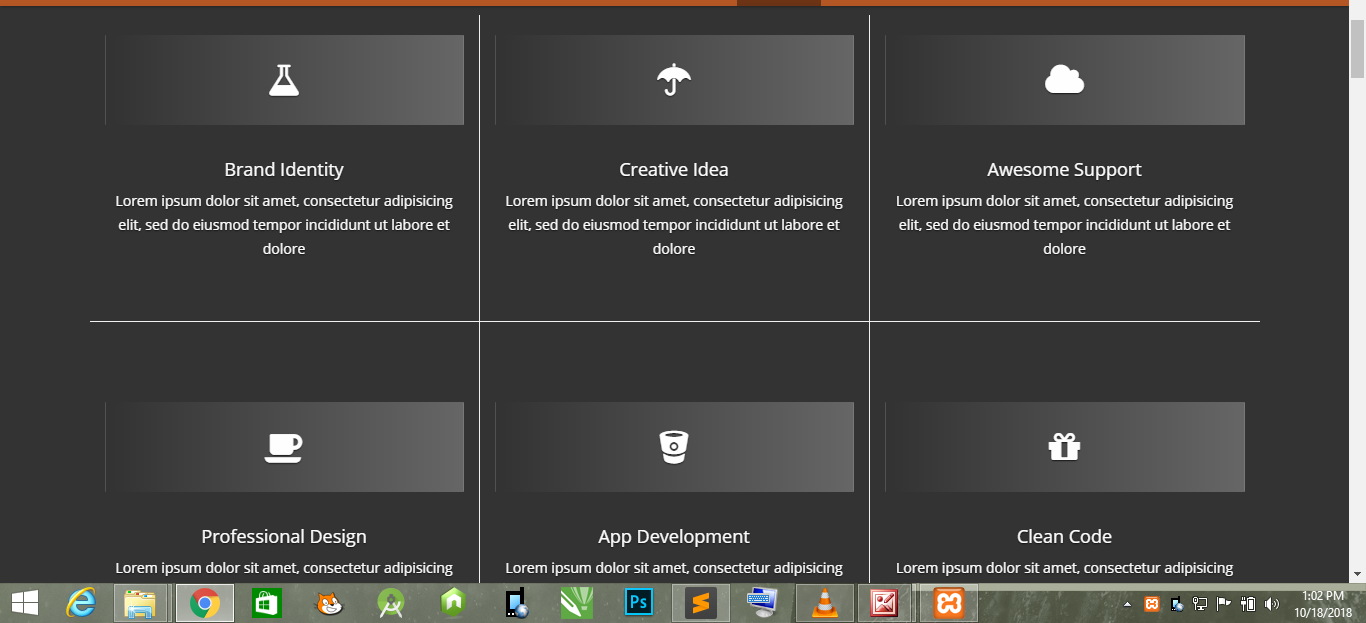 Brand Identity
Lorem ipsum dolor sit amet, consectetur adipisicing
elit, sed do eiusmod tempor incididunt ut labore et
dolore
Creative Idea
Lorem ipsum dolor sit amet, consectetur adipisicing
elit, sed do eiusmod tempor incididunt ut labore et
dolore
Awesome Support
Lorem ipsum dolor sit amet, consectetur adipisicing
elit, sed do eiusmod tempor incididunt ut labore et
dolore
Professional Design
Lorem ipsum dolor sit amet, consectetur adipisicing
App Development
Lorem ipsum dolor sit amet, consectetur adipisicing
Clean Code
Lorem ipsum dolor sit amet, consectetur adipisicing
Ps
1:02 PM
10/18/2018